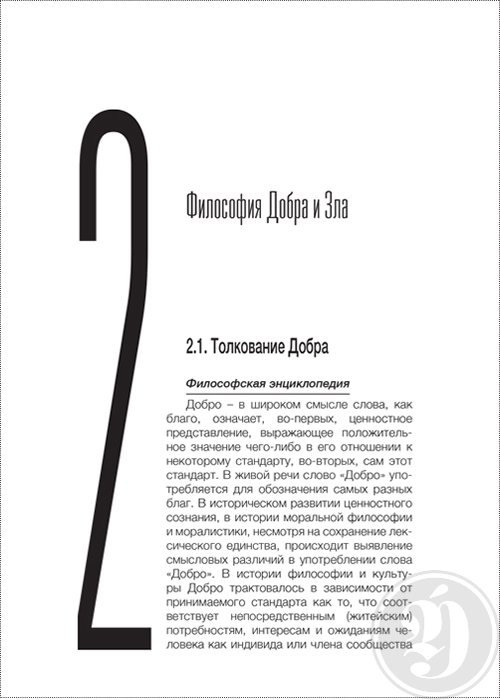 2
Философия Добра и Зла
2.1. Толкование Добра
Философская энциклопедия
Добро – в широком смысле слова, как
благо, означает, во-первых, ценностное
представление, выражающее положитель-
ное значение чего-либо в его отношении к
некоторому стандарту, во-вторых, сам этот
стандарт. В живой речи слово «Добро» упо-
требляется для обозначения самых разных
благ. В историческом развитии ценностного
сознания, в истории моральной философии
и моралистики, несмотря на сохранение лек-
сического единства, происходит выявление
смысловых различий в употреблении слова
«Добро». В истории философии и культу-
ры Добро трактовалось в зависимости от
принимаемого стандарта как то, что соот-
ветствует непосредственным (житейским)
потребностям, интересам и ожиданиям че-
ловека как индивида или члена сообщества